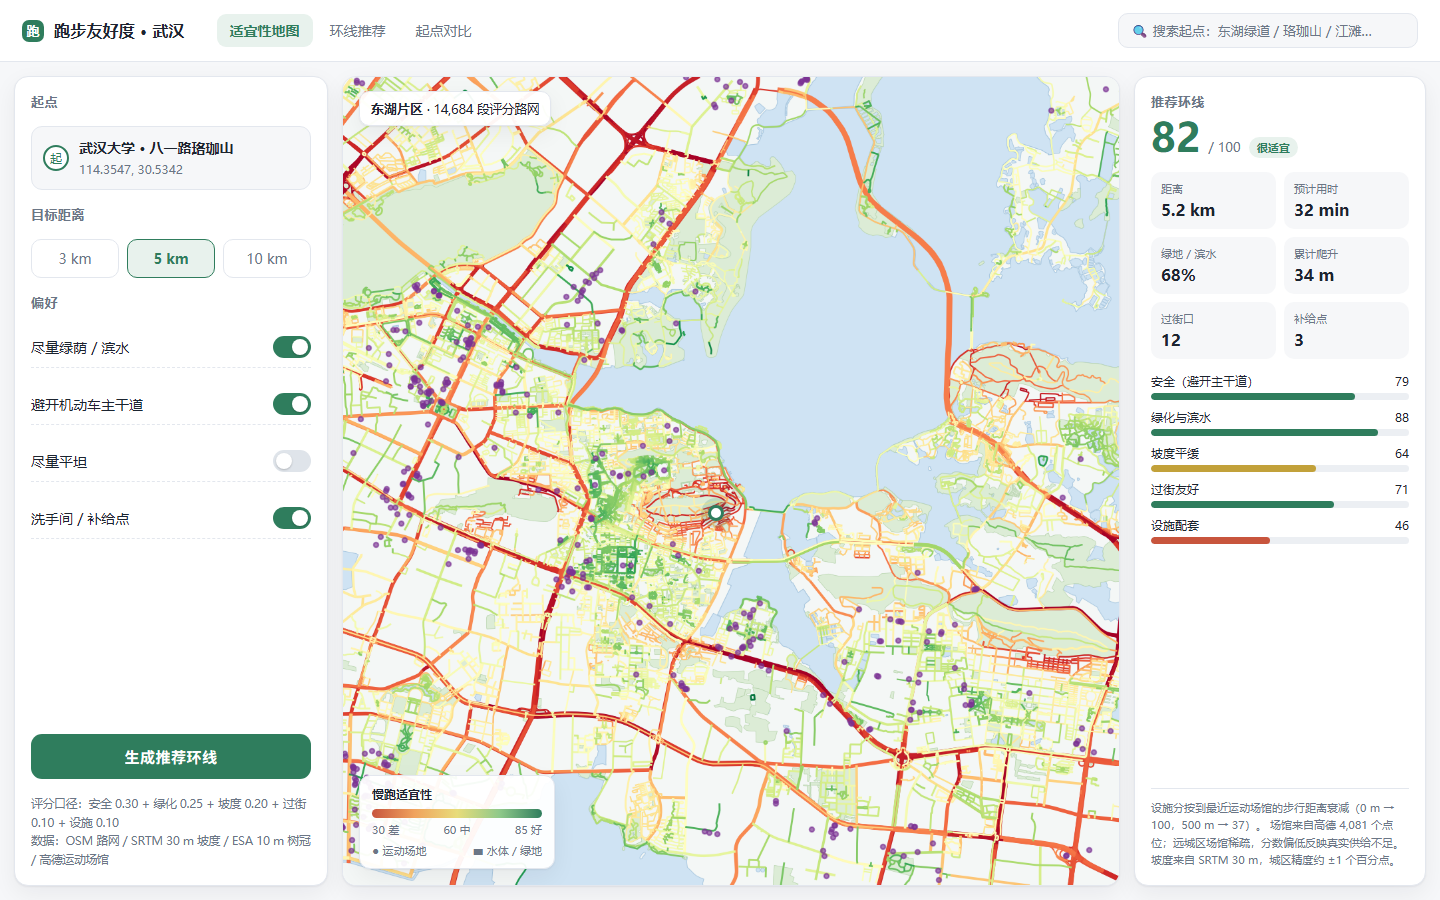 跑 跑步友好度 • 武汉
适宜性地图 环线推荐 起点对比
搜索起点：东湖绿道 / 珞珈山 / 江滩...
起点
起 武汉大学 • 八一路珞珈山
114.3547, 30.5342
目标距离
3 km 5 km 10 km
偏好
尽量绿荫 / 滨水
避开机动车主干道
尽量平坦
洗手间 / 补给点
生成推荐环线
评分口径：安全 0.30 + 绿化 0.25 + 坡度 0.20 + 过街
0.10 + 设施 0.10
数据：OSM 路网 / SRTM 30 m 坡度 / ESA 10 m 树冠
/ 高德运动场馆
东湖片区 · 14,684 段评分路网
慢跑适宜性
30 差 60 中 85 好
运动场地 水体 / 绿地
推荐环线
82 / 100 很适宜
距离 预计用时
5.2 km 32 min
绿地 / 滨水 累计爬升
68% 34 m
过街口 补给点
12 3
安全（避开主干道） 79
绿化与滨水 88
坡度平缓 64
过街友好 71
设施配套 46
设施分按到最近运动场馆的步行距离衰减（0 m →
100，500 m → 37）。场馆来自高德 4,081 个点
位；远城区场馆稀疏，分数偏低反映真实供给不足。
坡度来自 SRTM 30 m，城区精度约 ±1 个百分点。